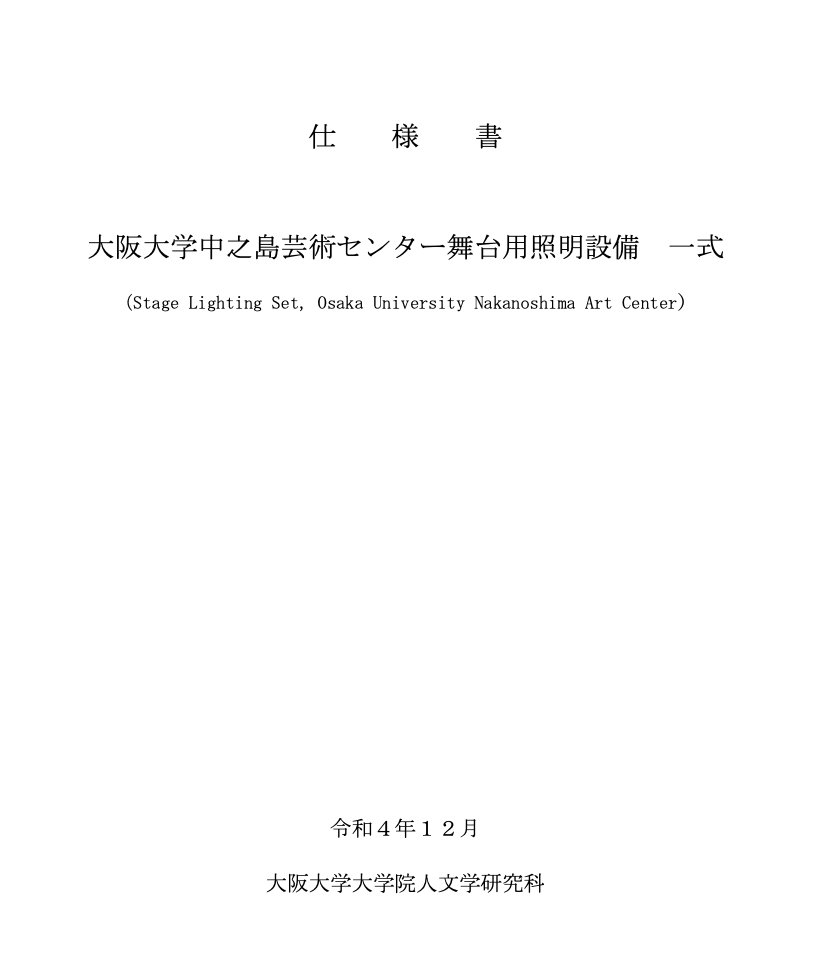 仕　様　書
大阪大学中之島芸術センター舞台用照明設備　一式
(Stage Lighting Set, Osaka University Nakanoshima Art Center)
令和４年１２月
大阪大学大学院人文学研究科